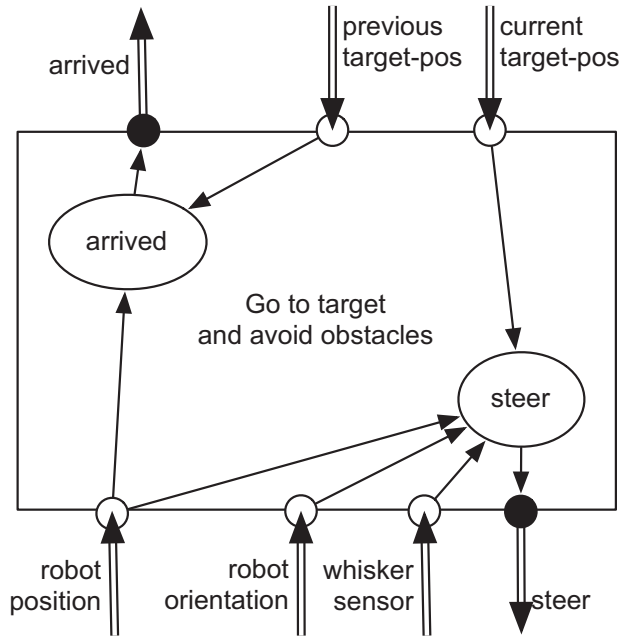 arrived
previous
target-pos
current
target-pos
arrived
Go to target
and avoid obstacles
steer
robot
position
robot
orientation
whisker
sensor
steer